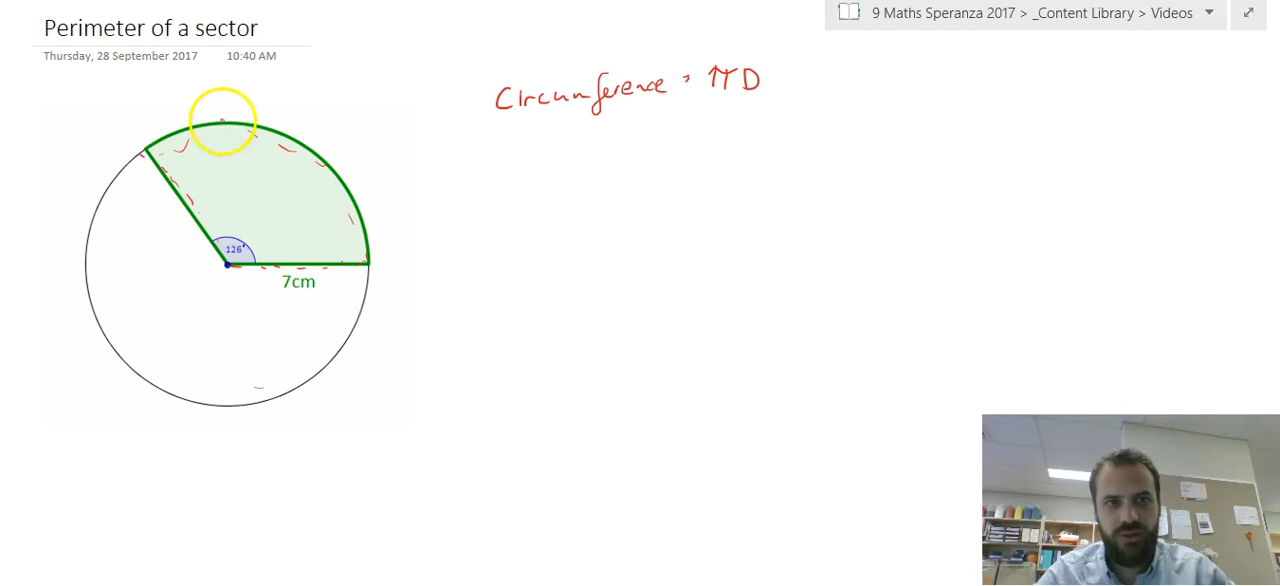 Perimeter of a sector
9 Maths Speranza 2017 > _Content Library > Videos
Thursday, 28 September 2017 10:40 AM
Circumference = πD
126°
7cm